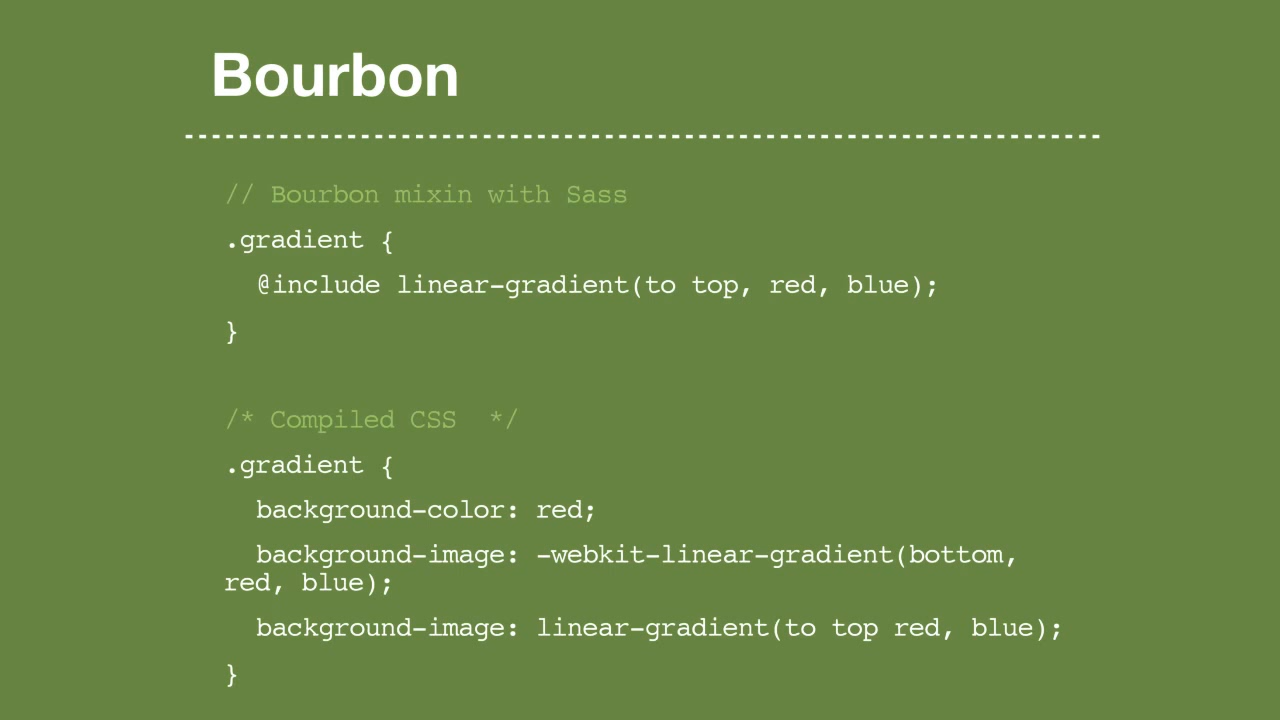 Bourbon
// Bourbon mixin with Sass
.gradient {
  @include linear-gradient(to top, red, blue);
}
/* Compiled CSS  */
.gradient {
  background-color: red;
  background-image: -webkit-linear-gradient(bottom,
red, blue);
  background-image: linear-gradient(to top red, blue);
}